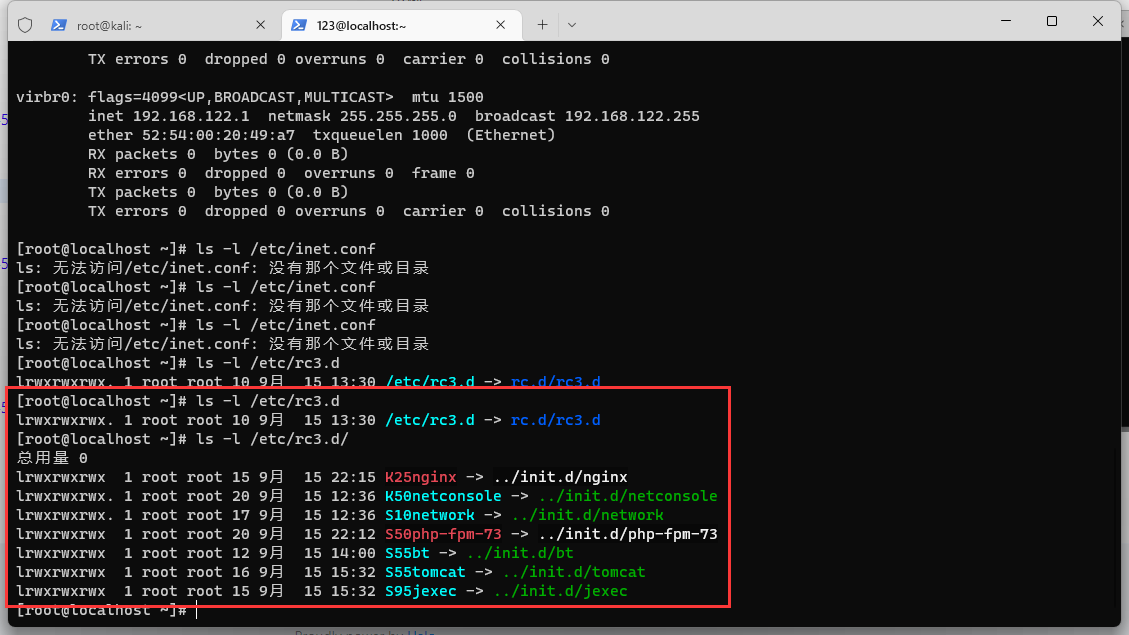 root@kali: ~
123@localhost:~
TX errors 0  dropped 0 overruns 0  carrier 0  collisions 0
virbr0: flags=4099<UP,BROADCAST,MULTICAST>  mtu 1500
inet 192.168.122.1  netmask 255.255.255.0  broadcast 192.168.122.255
ether 52:54:00:20:49:a7  txqueuelen 1000  (Ethernet)
RX packets 0  bytes 0 (0.0 B)
RX errors 0  dropped 0  overruns 0  frame 0
TX packets 0  bytes 0 (0.0 B)
TX errors 0  dropped 0 overruns 0  carrier 0  collisions 0
[root@localhost ~]# ls -l /etc/inet.conf
ls: 无法访问/etc/inet.conf: 没有那个文件或目录
[root@localhost ~]# ls -l /etc/inet.conf
ls: 无法访问/etc/inet.conf: 没有那个文件或目录
[root@localhost ~]# ls -l /etc/inet.conf
ls: 无法访问/etc/inet.conf: 没有那个文件或目录
[root@localhost ~]# ls -l /etc/rc3.d
lrwxrwxrwx. 1 root root 10 9月  15 13:30 /etc/rc3.d -> rc.d/rc3.d
[root@localhost ~]# ls -l /etc/rc3.d
lrwxrwxrwx. 1 root root 10 9月  15 13:30 /etc/rc3.d -> rc.d/rc3.d
[root@localhost ~]# ls -l /etc/rc3.d/
总用量 0
lrwxrwxrwx  1 root root 15 9月  15 22:15 K25nginx -> ../init.d/nginx
lrwxrwxrwx. 1 root root 20 9月  15 12:36 K50netconsole -> ../init.d/netconsole
lrwxrwxrwx. 1 root root 17 9月  15 12:36 S10network -> ../init.d/network
lrwxrwxrwx  1 root root 20 9月  15 22:12 S50php-fpm-73 -> ../init.d/php-fpm-73
lrwxrwxrwx  1 root root 12 9月  15 14:00 S55bt -> ../init.d/bt
lrwxrwxrwx  1 root root 16 9月  15 15:32 S55tomcat -> ../init.d/tomcat
lrwxrwxrwx  1 root root 15 9月  15 15:32 S95jexec -> ../init.d/jexec
[root@localhost ~]#